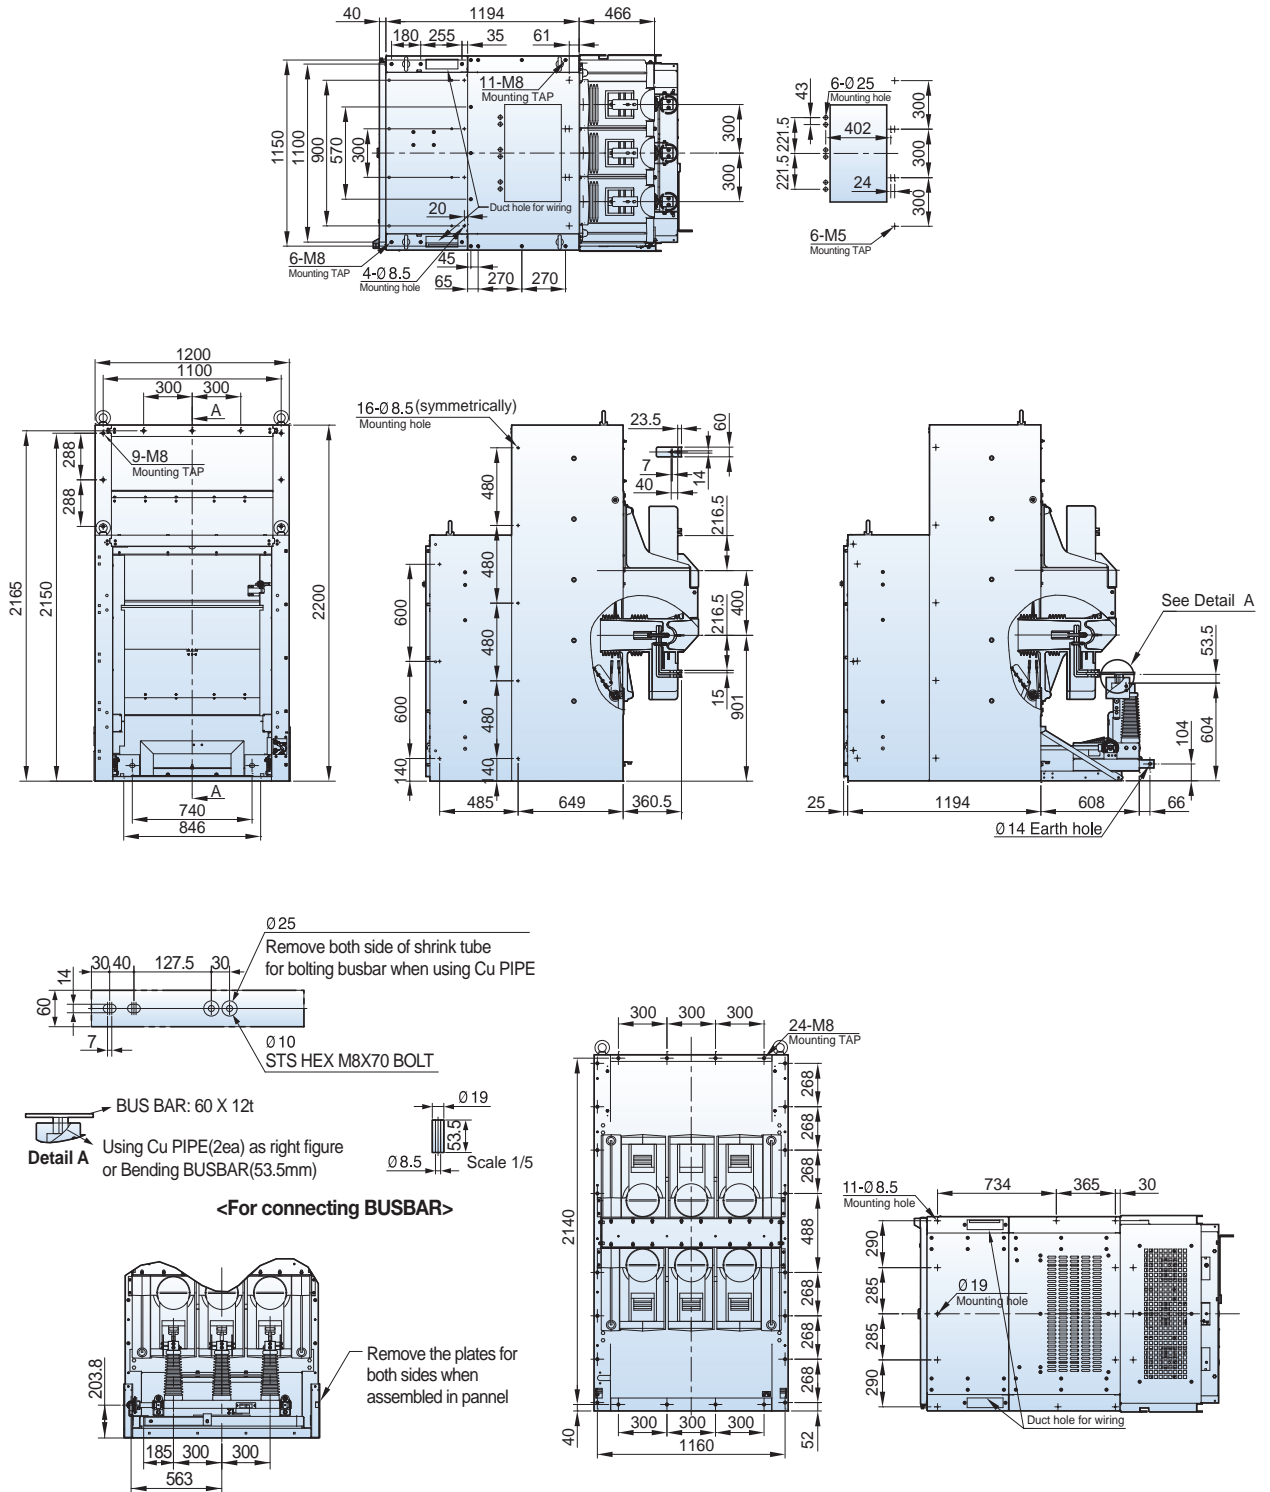 40
1194
466
180
255
35
61
11-M8
Mounting TAP
1150
1100
900
570
300
300
300
20
Duct hole for wiring
6-M8
Mounting TAP
4-Ø 8.5
Mounting hole
45
65
270
270
6-Ø 25
Mounting hole
43
402
221.5
221.5
24
300
300
300
6-M5
Mounting TAP
1200
1100
300
300
A
9-M8
Mounting TAP
288
288
2165
2150
2200
A
740
846
16-Ø 8.5 (symmetrically)
Mounting hole
23.5
60
7
40
14
480
480
480
480
140
600
600
140
216.5
216.5
400
15
901
485
649
360.5
See Detail A
53.5
104
604
25
1194
608
66
Ø 14 Earth hole
Ø 25
Remove both side of shrink tube
for bolting busbar when using Cu PIPE
30
40
127.5
30
14
60
7
Ø 10
STS HEX M8X70 BOLT
BUS BAR: 60 X 12t
Using Cu PIPE(2ea) as right figure
or Bending BUSBAR(53.5mm)
Detail A
Ø 19
53.5
Ø 8.5
Scale 1/5
<For connecting BUSBAR>
203.8
185
300
300
563
Remove the plates for
both sides when
assembled in pannel
300
300
300
24-M8
Mounting TAP
268
268
268
488
268
268
268
52
2140
40
300
300
300
1160
11-Ø 8.5
Mounting hole
734
365
30
290
285
285
290
Ø 19
Mounting hole
Duct hole for wiring